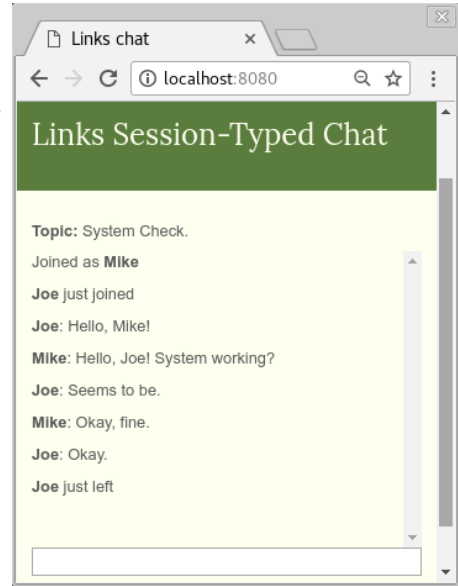 Links chat
localhost:8080
Links Session-Typed Chat
Topic: System Check.
Joined as Mike
Joe just joined
Joe: Hello, Mike!
Mike: Hello, Joe! System working?
Joe: Seems to be.
Mike: Okay, fine.
Joe: Okay.
Joe just left